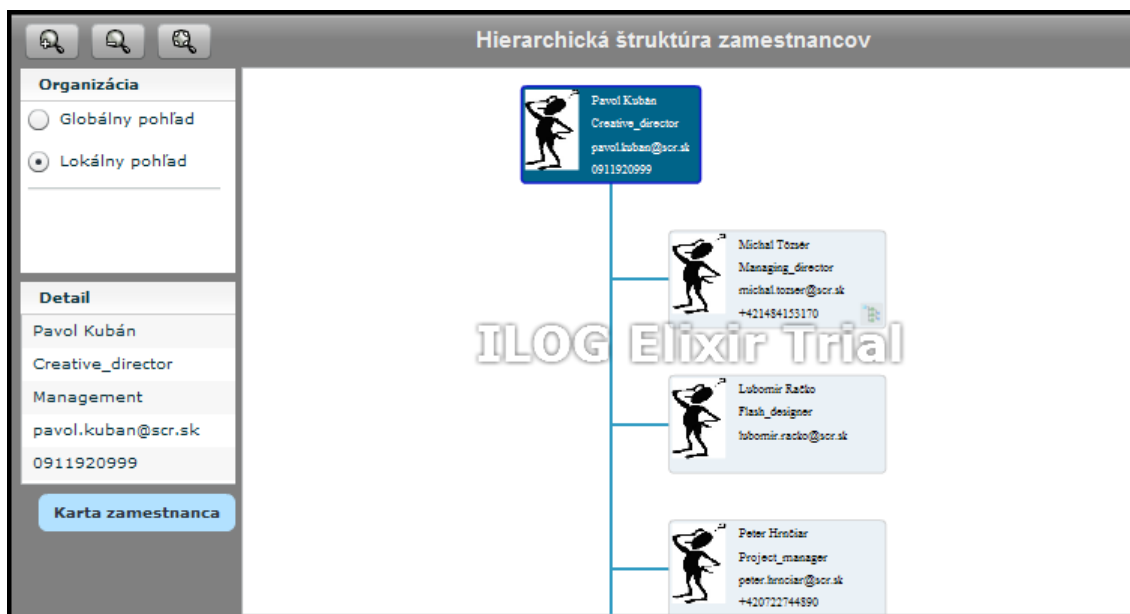 Hierarchická štruktúra zamestnancov
Organizácia
Globálny pohľad
Lokálny pohľad
Detail
Pavol Kubán
Creative_director
Management
pavol.kuban@scr.sk
0911920999
Karta zamestnanca
Pavol Kubán
Creative_director
pavol.kuban@scr.sk
0911920999
Michal Tözsér
Managing_director
michal.tozser@scr.sk
+421484153170
ILOG Elixir Trial
Lubomír Račko
Flash_designer
lubomir.racko@scr.sk
Peter Hrnčiar
Project_manager
peter.hrnciar@scr.sk
+420722744890